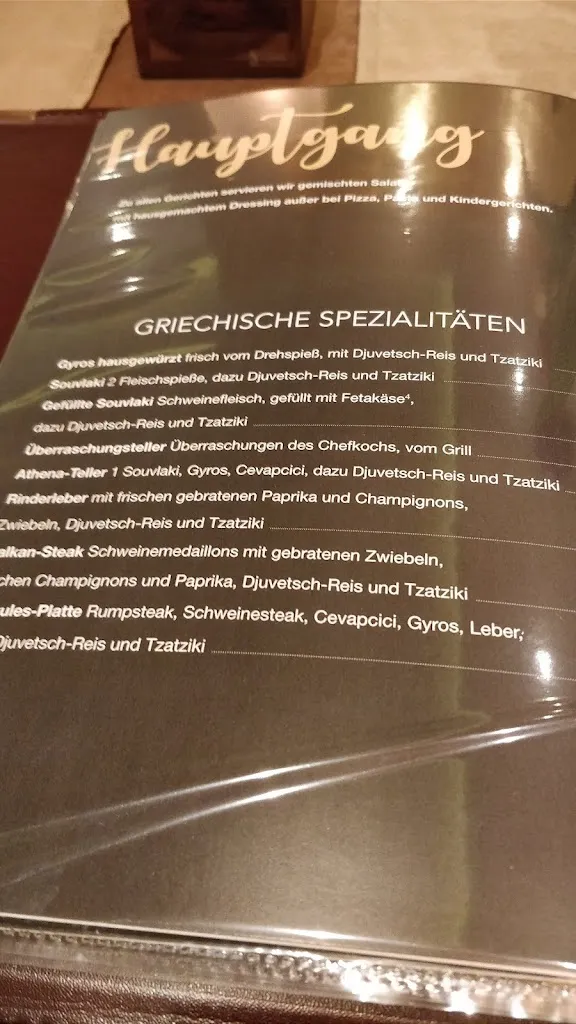 Hauptgang
Zu allen Gerichten servieren wir gemischten
mit hausgemachtem Dressing außer bei Pizza, Pasta und Kindergerichten.
GRIECHISCHE SPEZIALITÄTEN
Gyros hausgewürzt frisch vom Drehspieß, mit Djuvetsch-Reis und Tzatziki
Souvlaki 2 Fleischspieße, dazu Djuvetsch-Reis und Tzatziki
Gefüllte Souvlaki Schweinefleisch, gefüllt mit Fetakäse⁴,
dazu Djuvetsch-Reis und Tzatziki
Überraschungsteller Überraschungen des Chefkochs, vom Grill
Athena-Teller 1 Souvlaki, Gyros, Cevapcici, dazu Djuvetsch-Reis und Tzatziki
Rinderleber mit frischen gebratenen Paprika und Champignons,
Zwiebeln, Djuvetsch-Reis und Tzatziki
alkan-Steak Schweinemedaillons mit gebratenen Zwiebeln,
chen Champignons und Paprika, Djuvetsch-Reis und Tzatziki
ules-Platte Rumpsteak, Schweinesteak, Cevapcici, Gyros, Leber,
Djuvetsch-Reis und Tzatziki